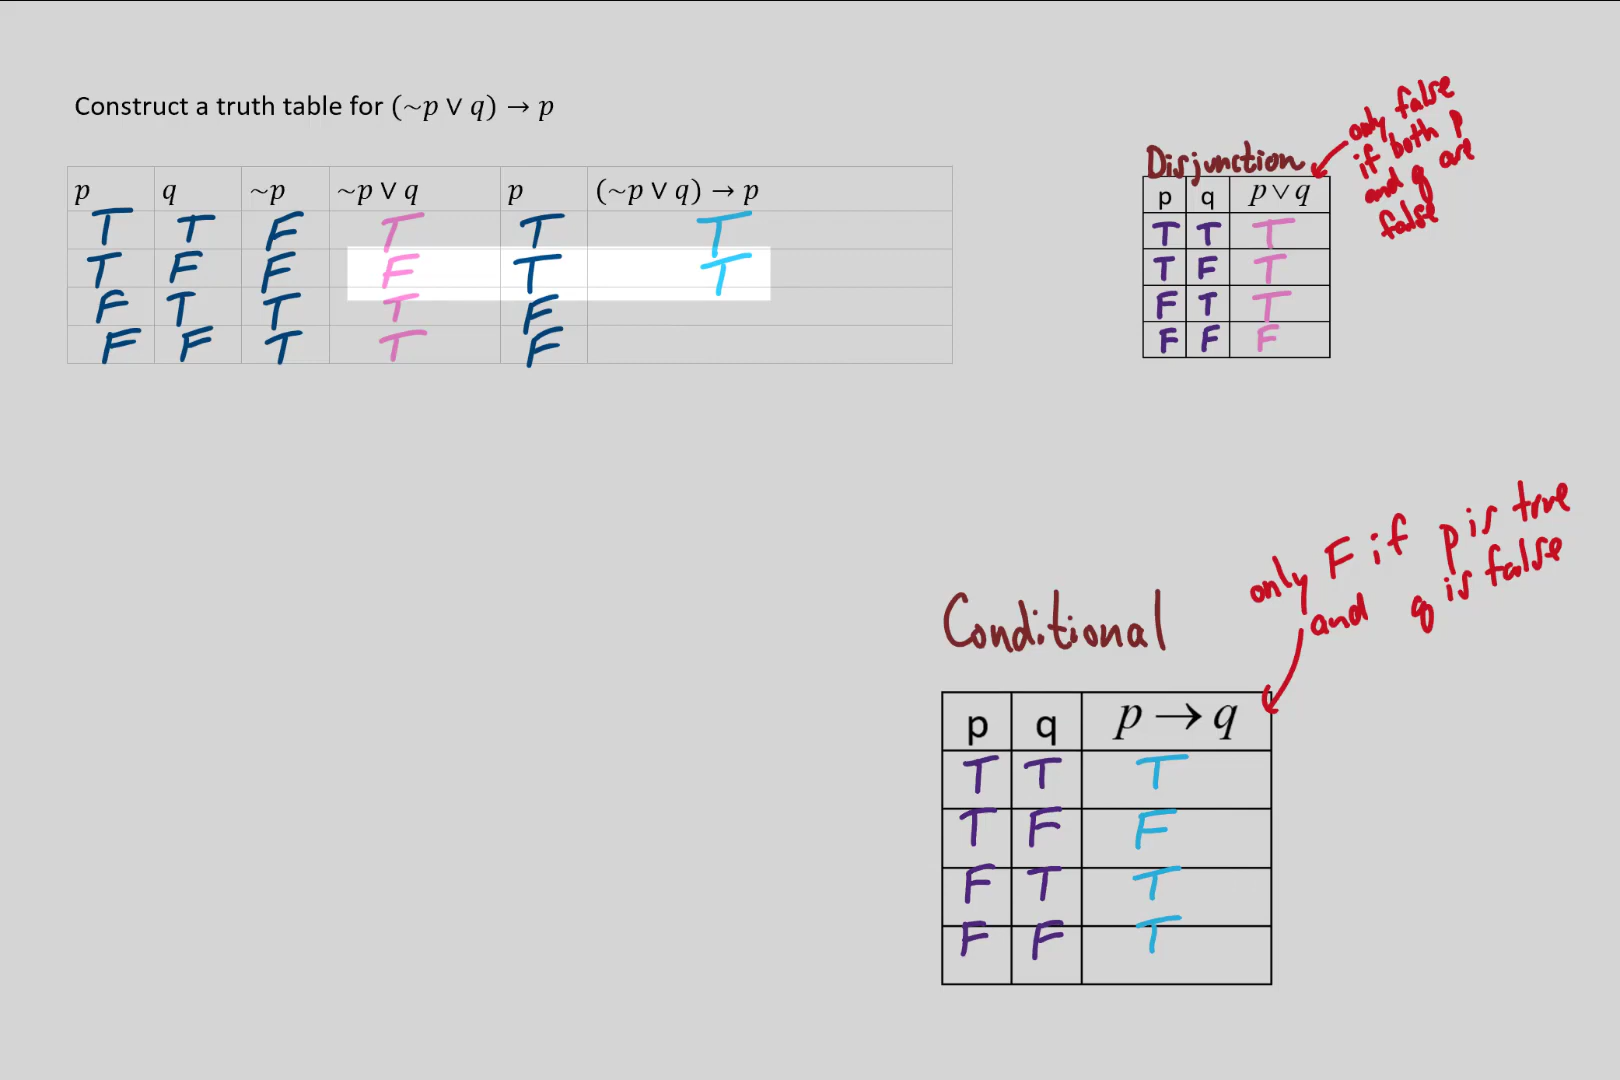 Construct a truth table for (~p ∨ q) → p
p q ~p ~p ∨ q p (~p ∨ q) → p
T T F T T T
T F F F T T
F T T T F
F F T T F
Disjunction
only false
if both p
and q are
false
p q p ∨ q
T T T
T F T
F T T
F F F
Conditional
only F if p is true
and q is false
p q p → q
T T T
T F F
F T T
F F T